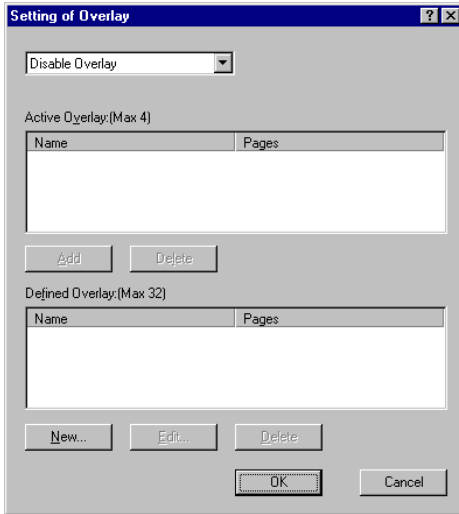 Setting of Overlay
Disable Overlay
Active Overlay:(Max 4)
Name Pages
Add Delete
Defined Overlay:(Max 32)
Name Pages
New... Edit... Delete
OK Cancel